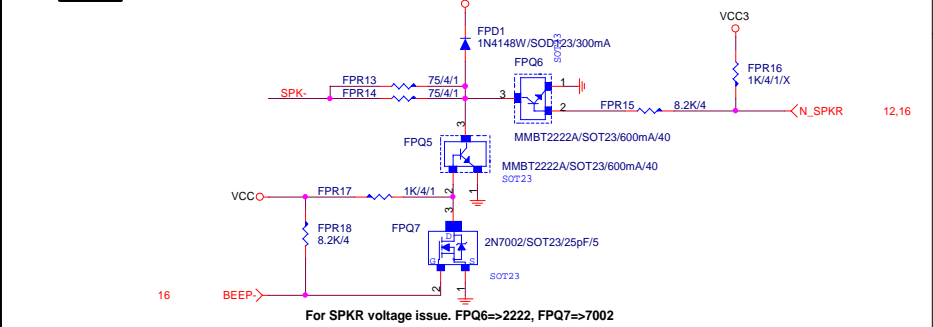 VCC3
FPD1
1N4148W/SOD123/300mA
SOT23
FPQ6
FPR16
1K/4/1/X
FPR13
75/4/1
SPK-
FPR14
75/4/1
3
1
2
FPR15
8.2K/4
N_SPKR
12,16
MMBT2222A/SOT23/600mA/40
3
FPQ5
MMBT2222A/SOT23/600mA/40
SOT23
2
1
VCC
FPR17
1K/4/1
3
FPR18
8.2K/4
FPQ7
D
G
S
2N7002/SOT23/25pF/5
SOT23
2
1
16
BEEP-
For SPKR voltage issue. FPQ6=>2222, FPQ7=>7002